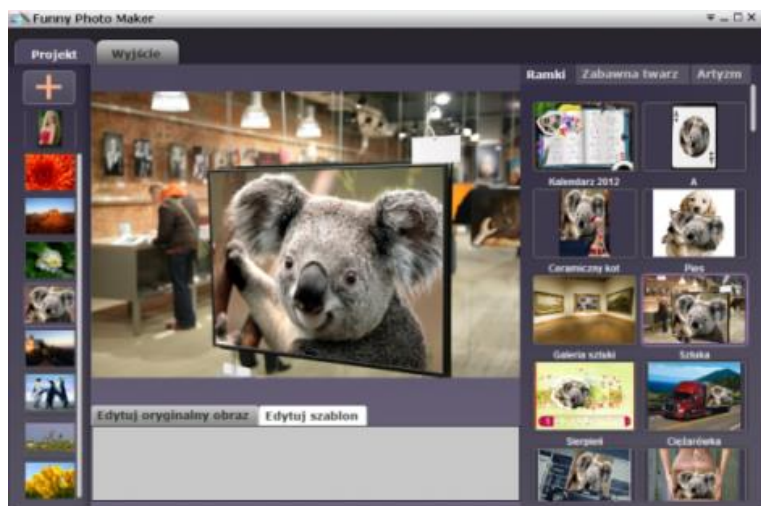 Funny Photo Maker
Projekt
Wyjście
Ramki
Zabawna twarz
Artyzm
Kalendarz 2012
A
Ceramiczny kot
Pies
Galeria sztuki
Sztuka
Sierpień
Ciężarówka
Edytuj oryginalny obraz
Edytuj szablon